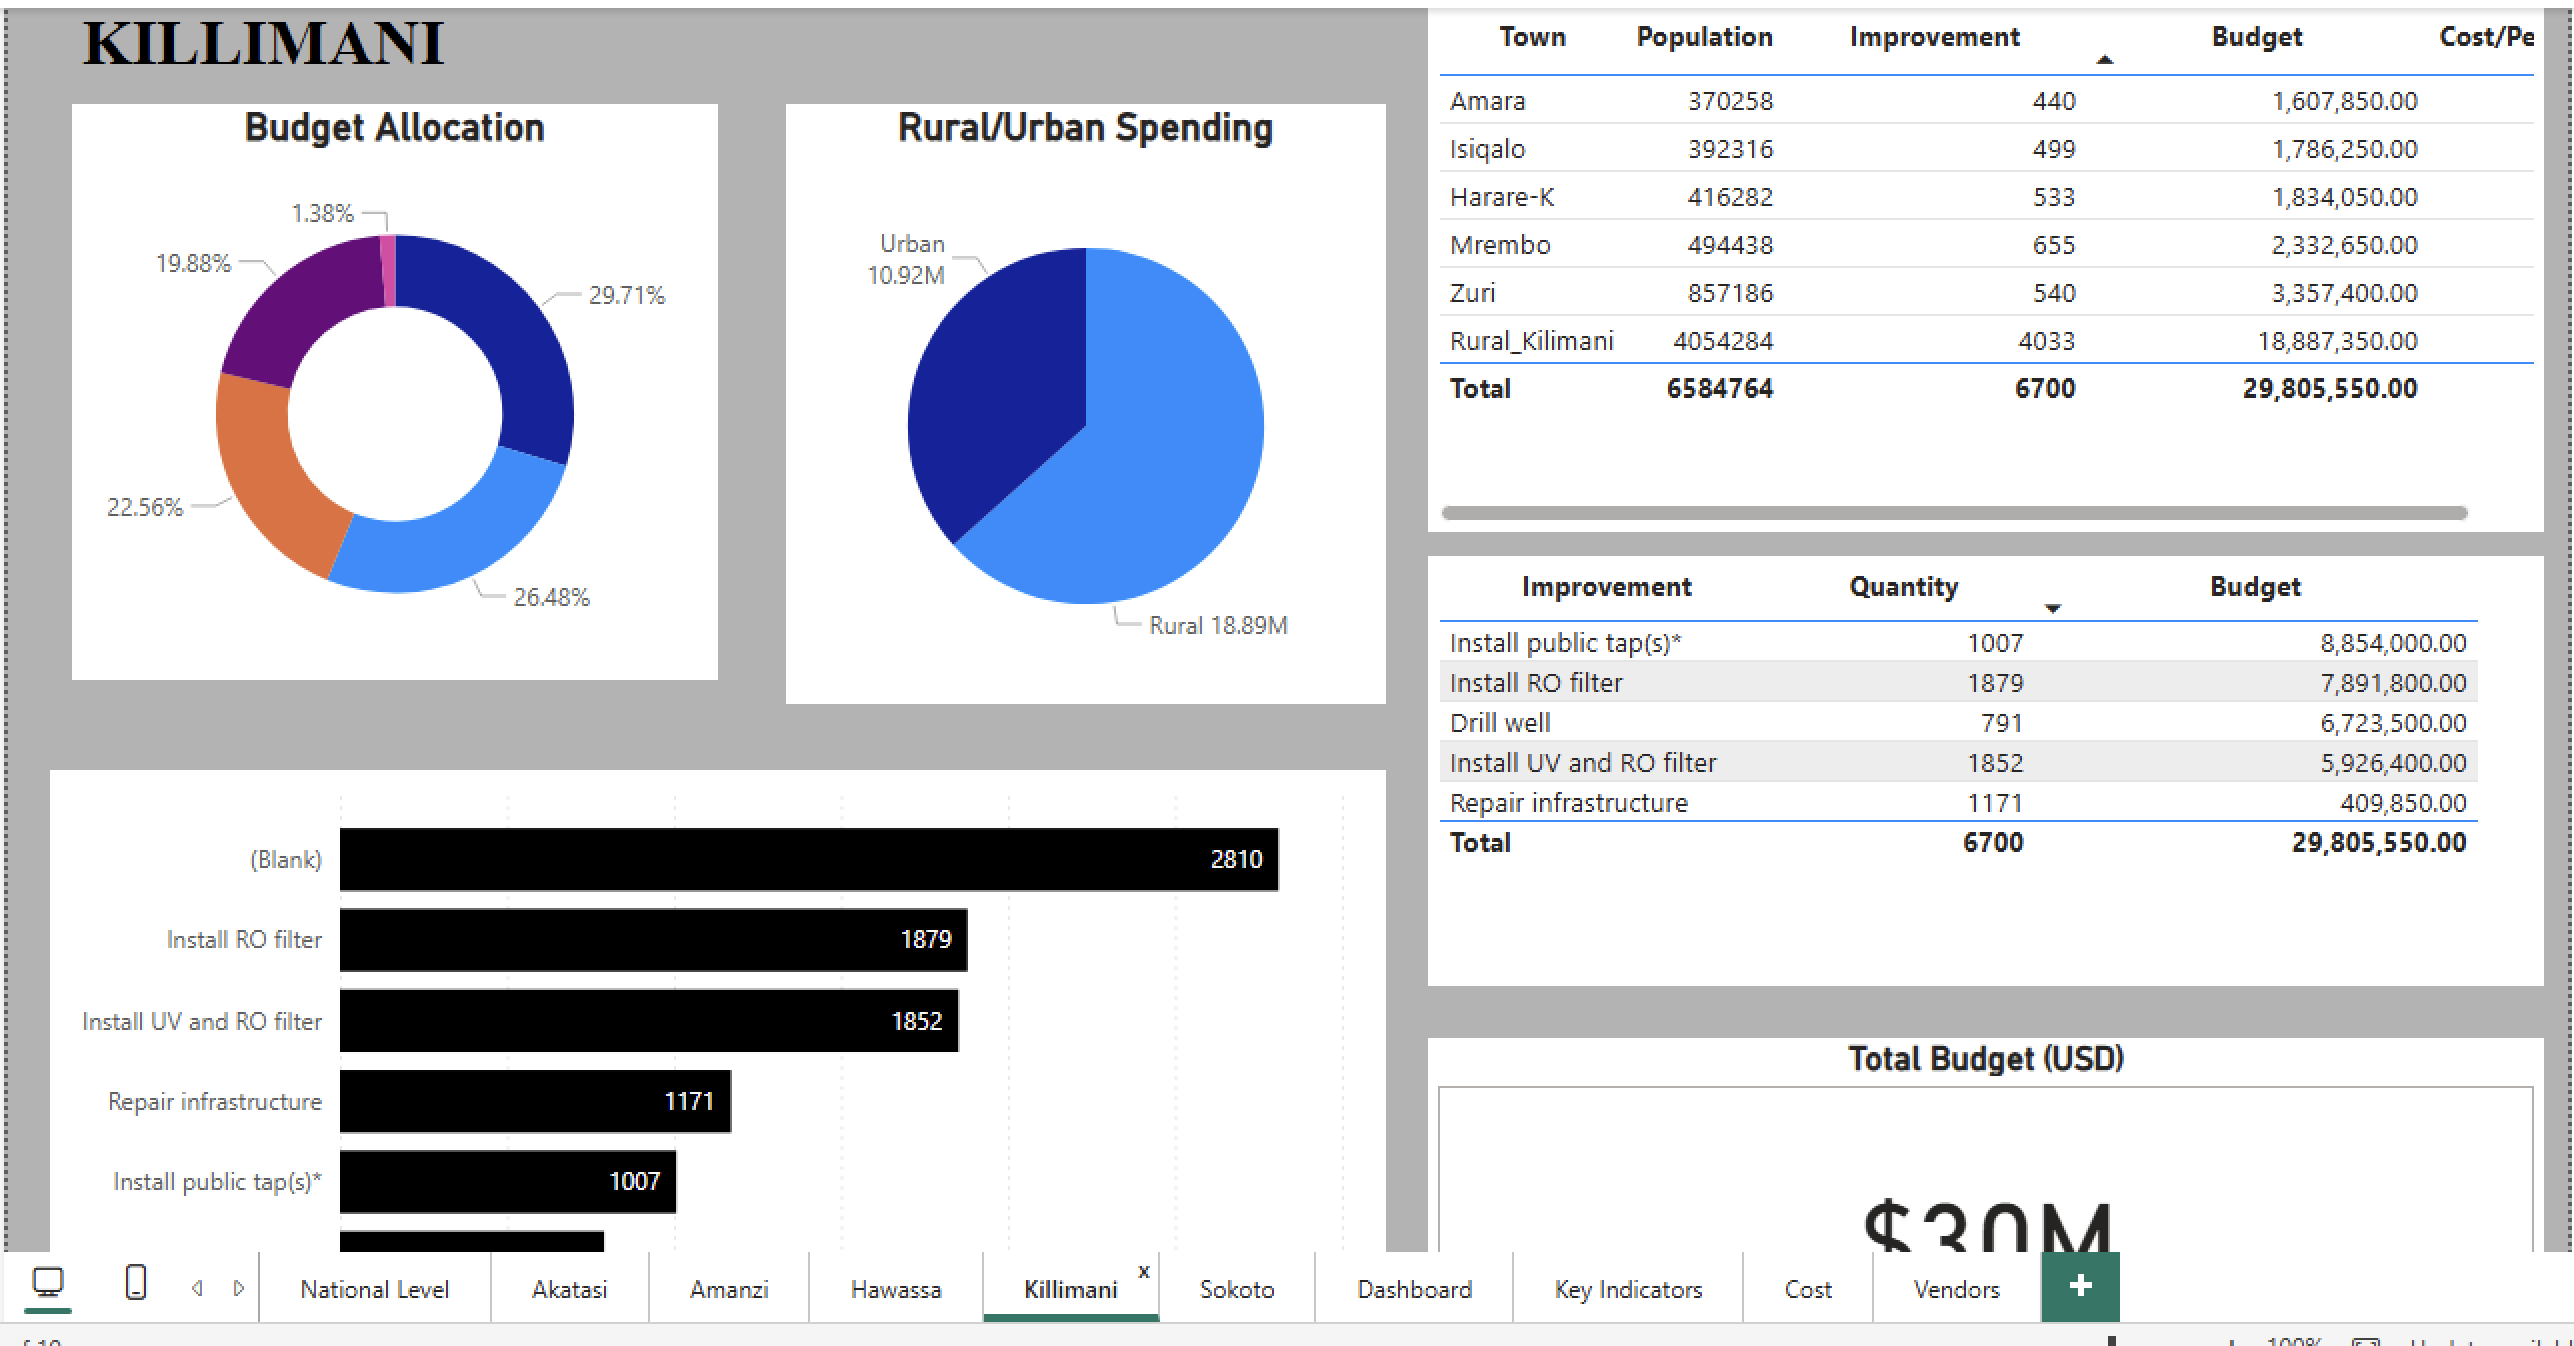 KILLIMANI
Budget Allocation
1.38%
19.88%
29.71%
22.56%
26.48%
Rural/Urban Spending
Urban
10.92M
Rural 18.89M
Town Population Improvement Budget Cost/Pe
Amara 370258 440 1,607,850.00
Isiqalo 392316 499 1,786,250.00
Harare-K 416282 533 1,834,050.00
Mrembo 494438 655 2,332,650.00
Zuri 857186 540 3,357,400.00
Rural_Kilimani 4054284 4033 18,887,350.00
Total 6584764 6700 29,805,550.00
Improvement Quantity Budget
Install public tap(s)* 1007 8,854,000.00
Install RO filter 1879 7,891,800.00
Drill well 791 6,723,500.00
Install UV and RO filter 1852 5,926,400.00
Repair infrastructure 1171 409,850.00
Total 6700 29,805,550.00
(Blank) 2810
Install RO filter 1879
Install UV and RO filter 1852
Repair infrastructure 1171
Install public tap(s)* 1007
Total Budget (USD)
$30M
National Level Akatasi Amanzi Hawassa Killimani x Sokoto Dashboard Key Indicators Cost Vendors +
100%